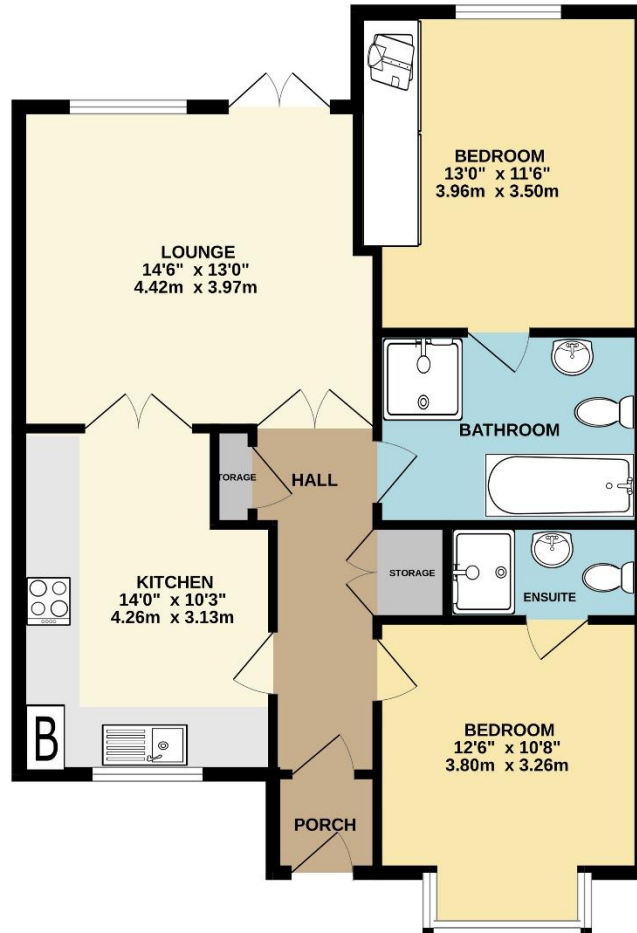 BEDROOM
13'0" x 11'6"
3.96m x 3.50m
LOUNGE
14'6" x 13'0"
4.42m x 3.97m
BATHROOM
TORAGE
HALL
STORAGE
ENSUITE
KITCHEN
14'0" x 10'3"
4.26m x 3.13m
B
BEDROOM
12'6" x 10'8"
3.80m x 3.26m
PORCH